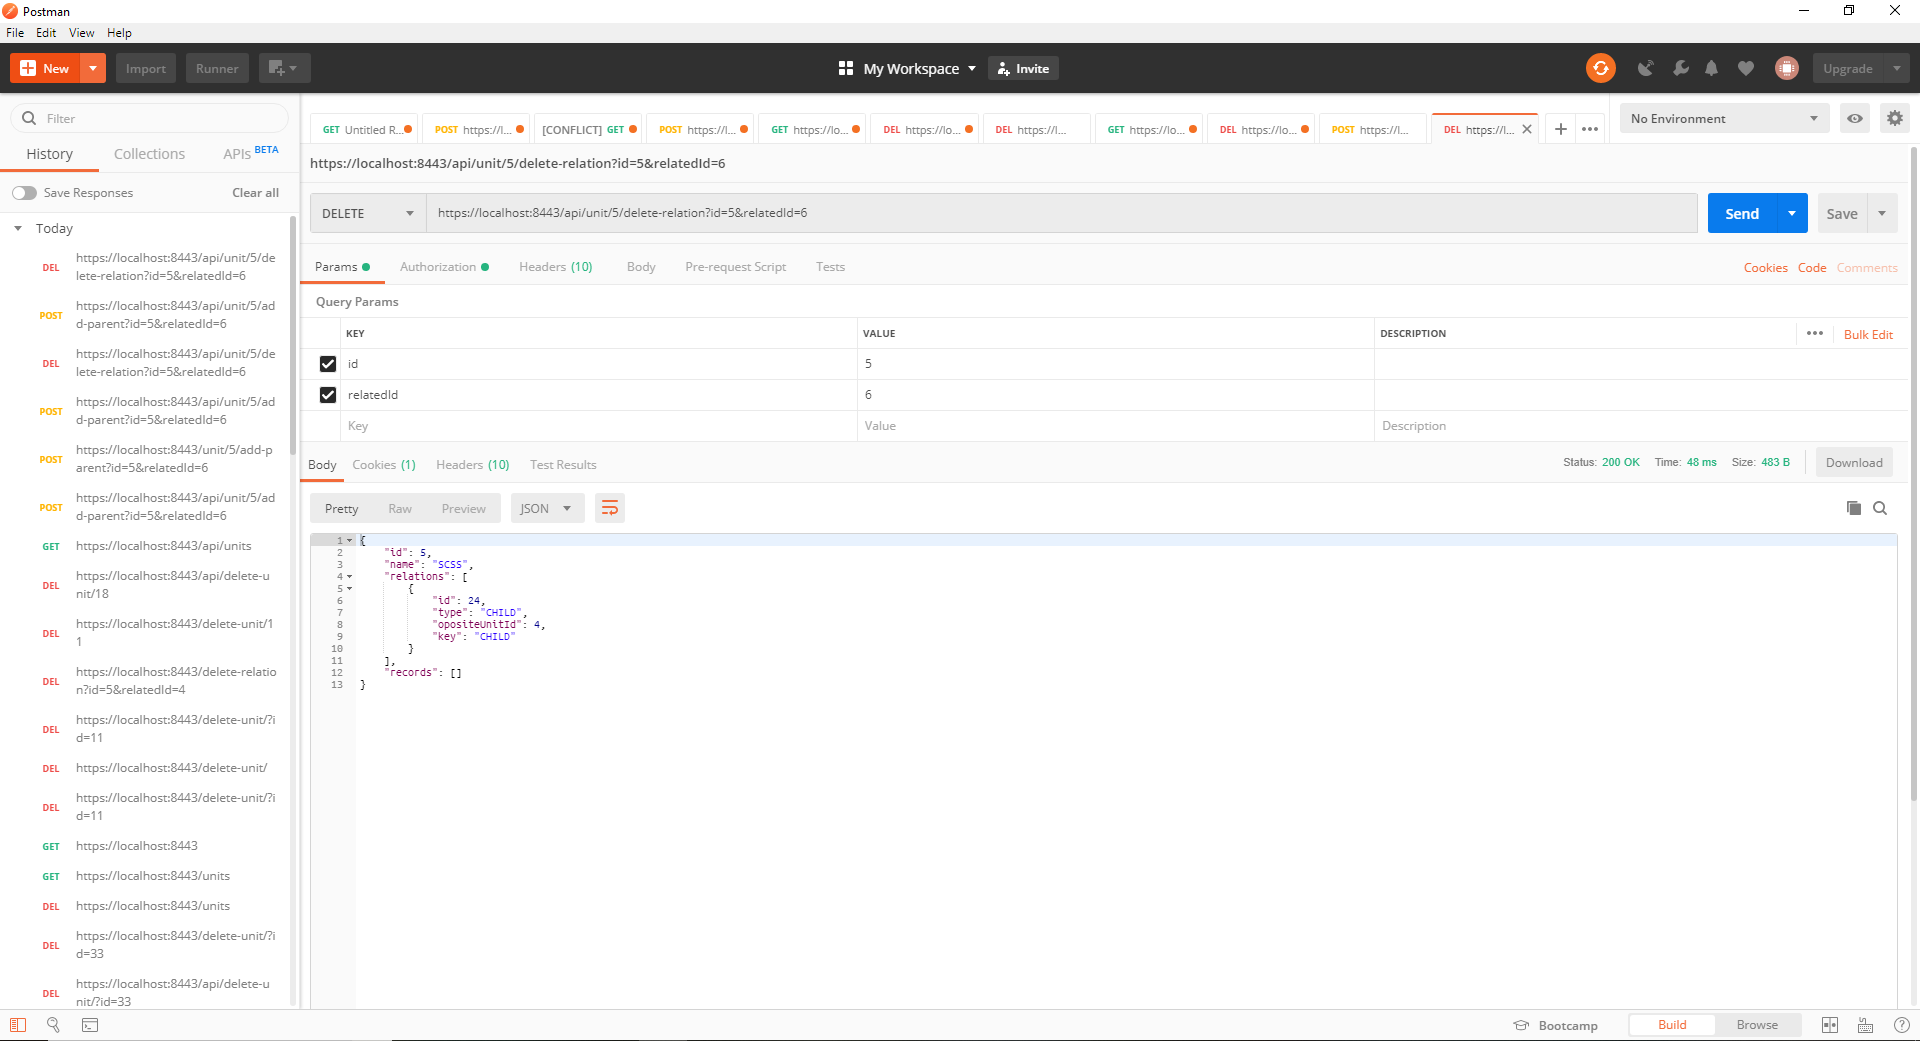 Postman
File Edit View Help
New Import Runner My Workspace Invite Upgrade
Filter
History Collections APIs BETA
Save Responses Clear all
Today
DEL https://localhost:8443/api/unit/5/de
lete-relation?id=5&relatedId=6
POST https://localhost:8443/api/unit/5/ad
d-parent?id=5&relatedId=6
DEL https://localhost:8443/api/unit/5/de
lete-relation?id=5&relatedId=6
POST https://localhost:8443/api/unit/5/ad
d-parent?id=5&relatedId=6
POST https://localhost:8443/unit/5/add-p
arent?id=5&relatedId=6
POST https://localhost:8443/api/unit/5/ad
d-parent?id=5&relatedId=6
GET https://localhost:8443/api/units
DEL https://localhost:8443/api/delete-u
nit/18
DEL https://localhost:8443/delete-unit/1
1
DEL https://localhost:8443/delete-relatio
n?id=5&relatedId=4
DEL https://localhost:8443/delete-unit/?i
d=11
DEL https://localhost:8443/delete-unit/
DEL https://localhost:8443/delete-unit/?i
d=11
GET https://localhost:8443
GET https://localhost:8443/units
DEL https://localhost:8443/units
DEL https://localhost:8443/delete-unit/?i
d=33
DEL https://localhost:8443/api/delete-u
nit/?id=33
GET Untitled R... POST https://l... [CONFLICT] GET POST https://l... GET https://lo... DEL https://lo... DEL https://l... GET https://lo... DEL https://lo... POST https://l... DEL https://l... No Environment
https://localhost:8443/api/unit/5/delete-relation?id=5&relatedId=6
DELETE https://localhost:8443/api/unit/5/delete-relation?id=5&relatedId=6 Send Save
Params Authorization Headers (10) Body Pre-request Script Tests Cookies Code Comments
Query Params
KEY VALUE DESCRIPTION Bulk Edit
id 5
relatedId 6
Key Value Description
Body Cookies (1) Headers (10) Test Results Status: 200 OK Time: 48 ms Size: 483 B Download
Pretty Raw Preview JSON
1 {
2 "id": 5,
3 "name": "SCSS",
4 "relations": [
5 {
6 "id": 24,
7 "type": "CHILD",
8 "opositeUnitId": 4,
9 "key": "CHILD"
10 }
11 ],
12 "records": []
13 }
Bootcamp Build Browse